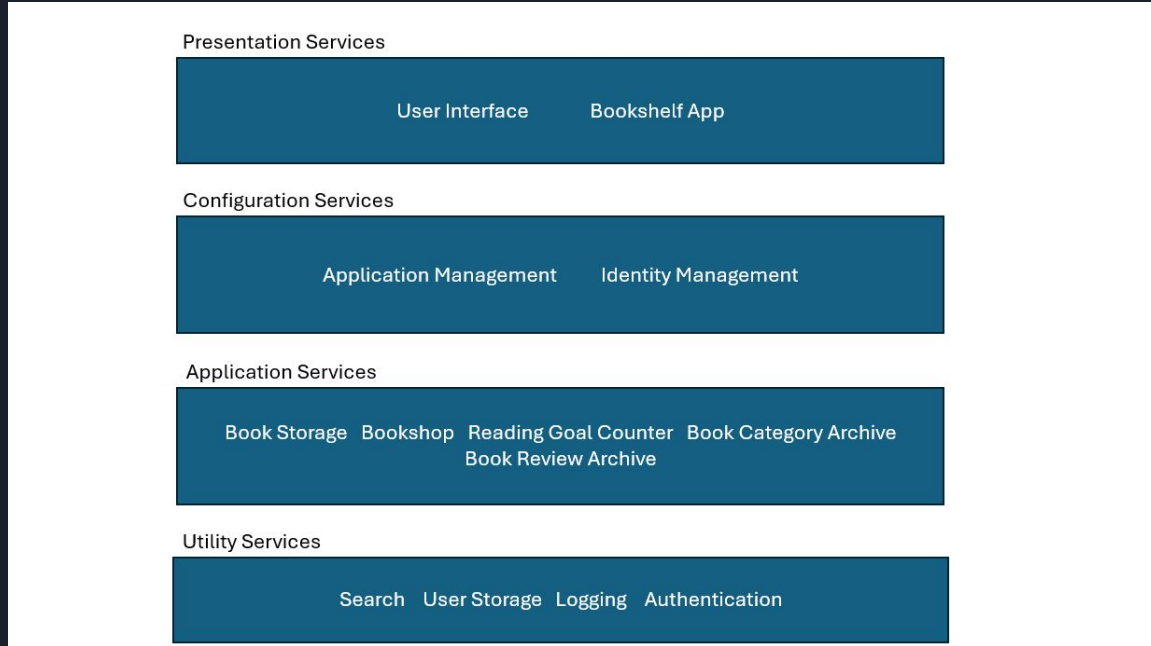 Presentation Services
User Interface Bookshelf App
Configuration Services
Application Management Identity Management
Application Services
Book Storage Bookshop Reading Goal Counter Book Category Archive
Book Review Archive
Utility Services
Search User Storage Logging Authentication